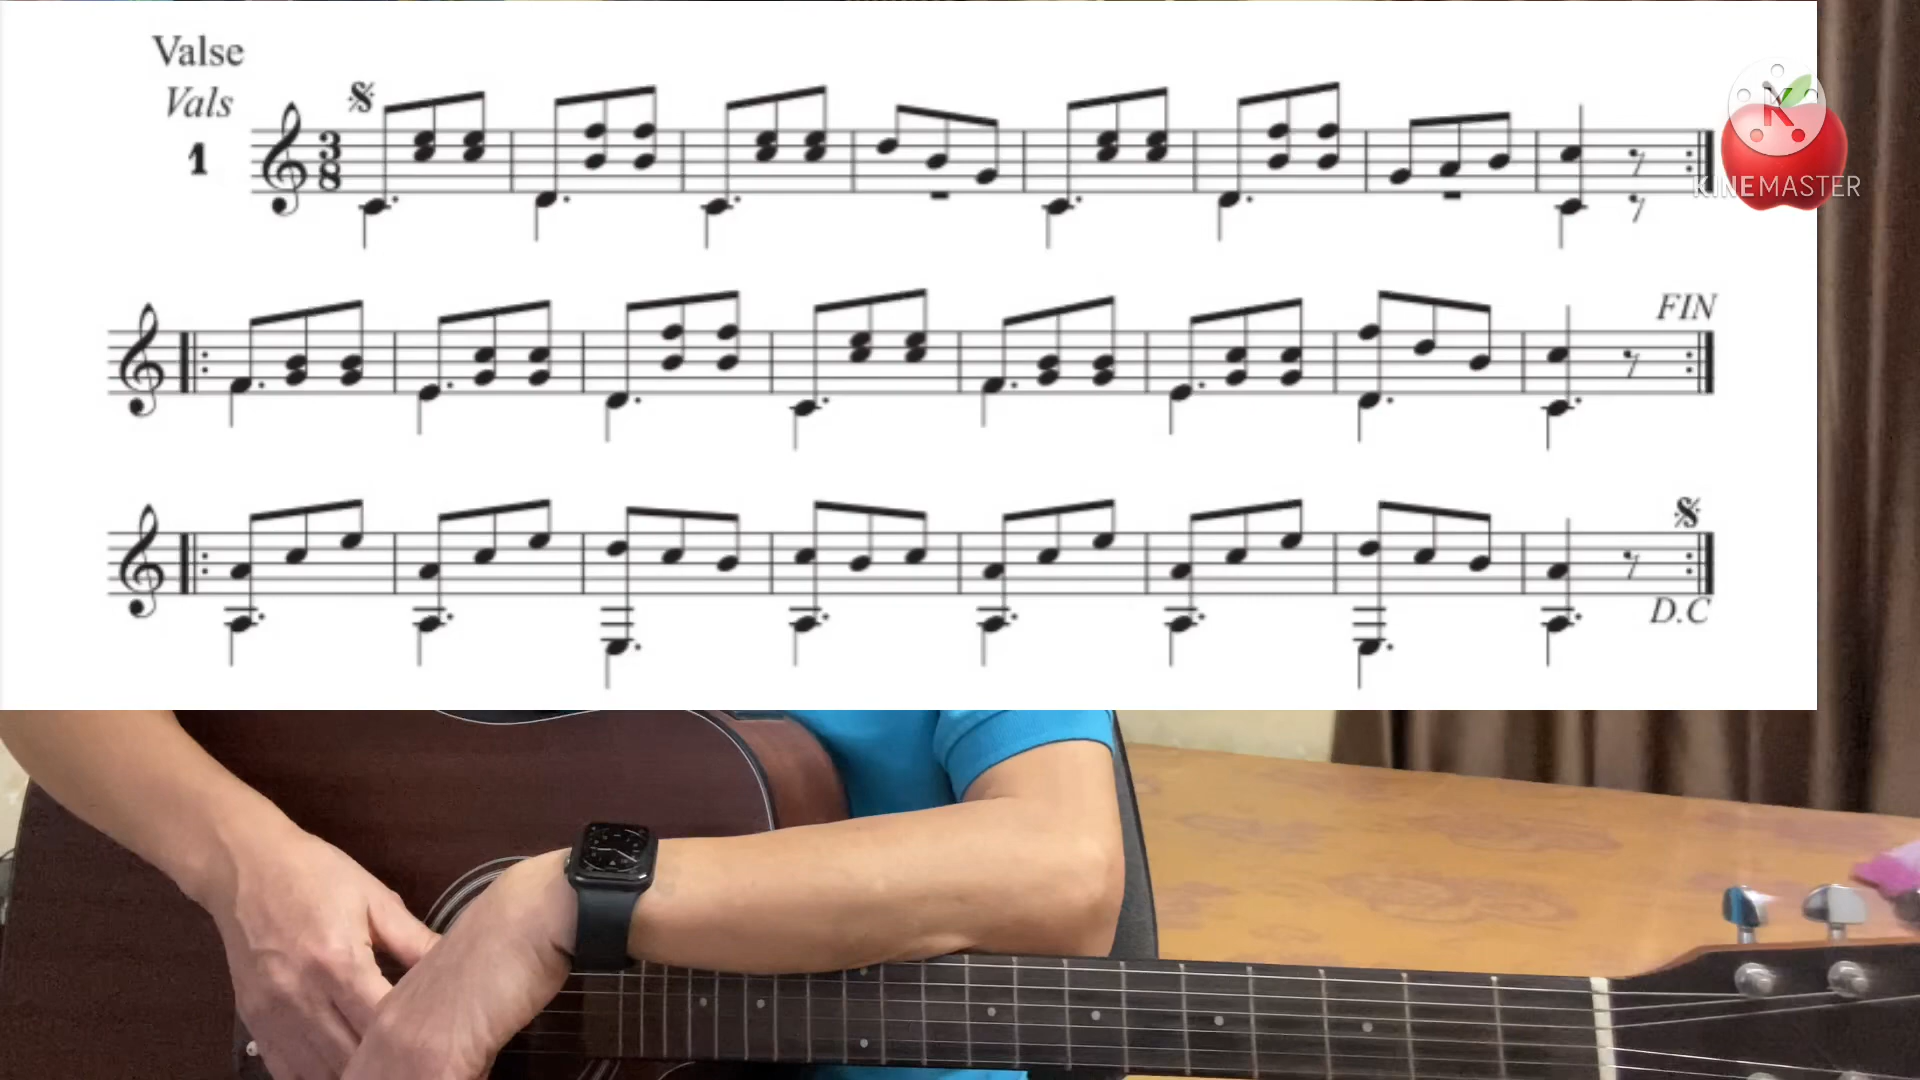 Valse
Vals
1
3
8
FIN
D.C
K
KINEMASTER